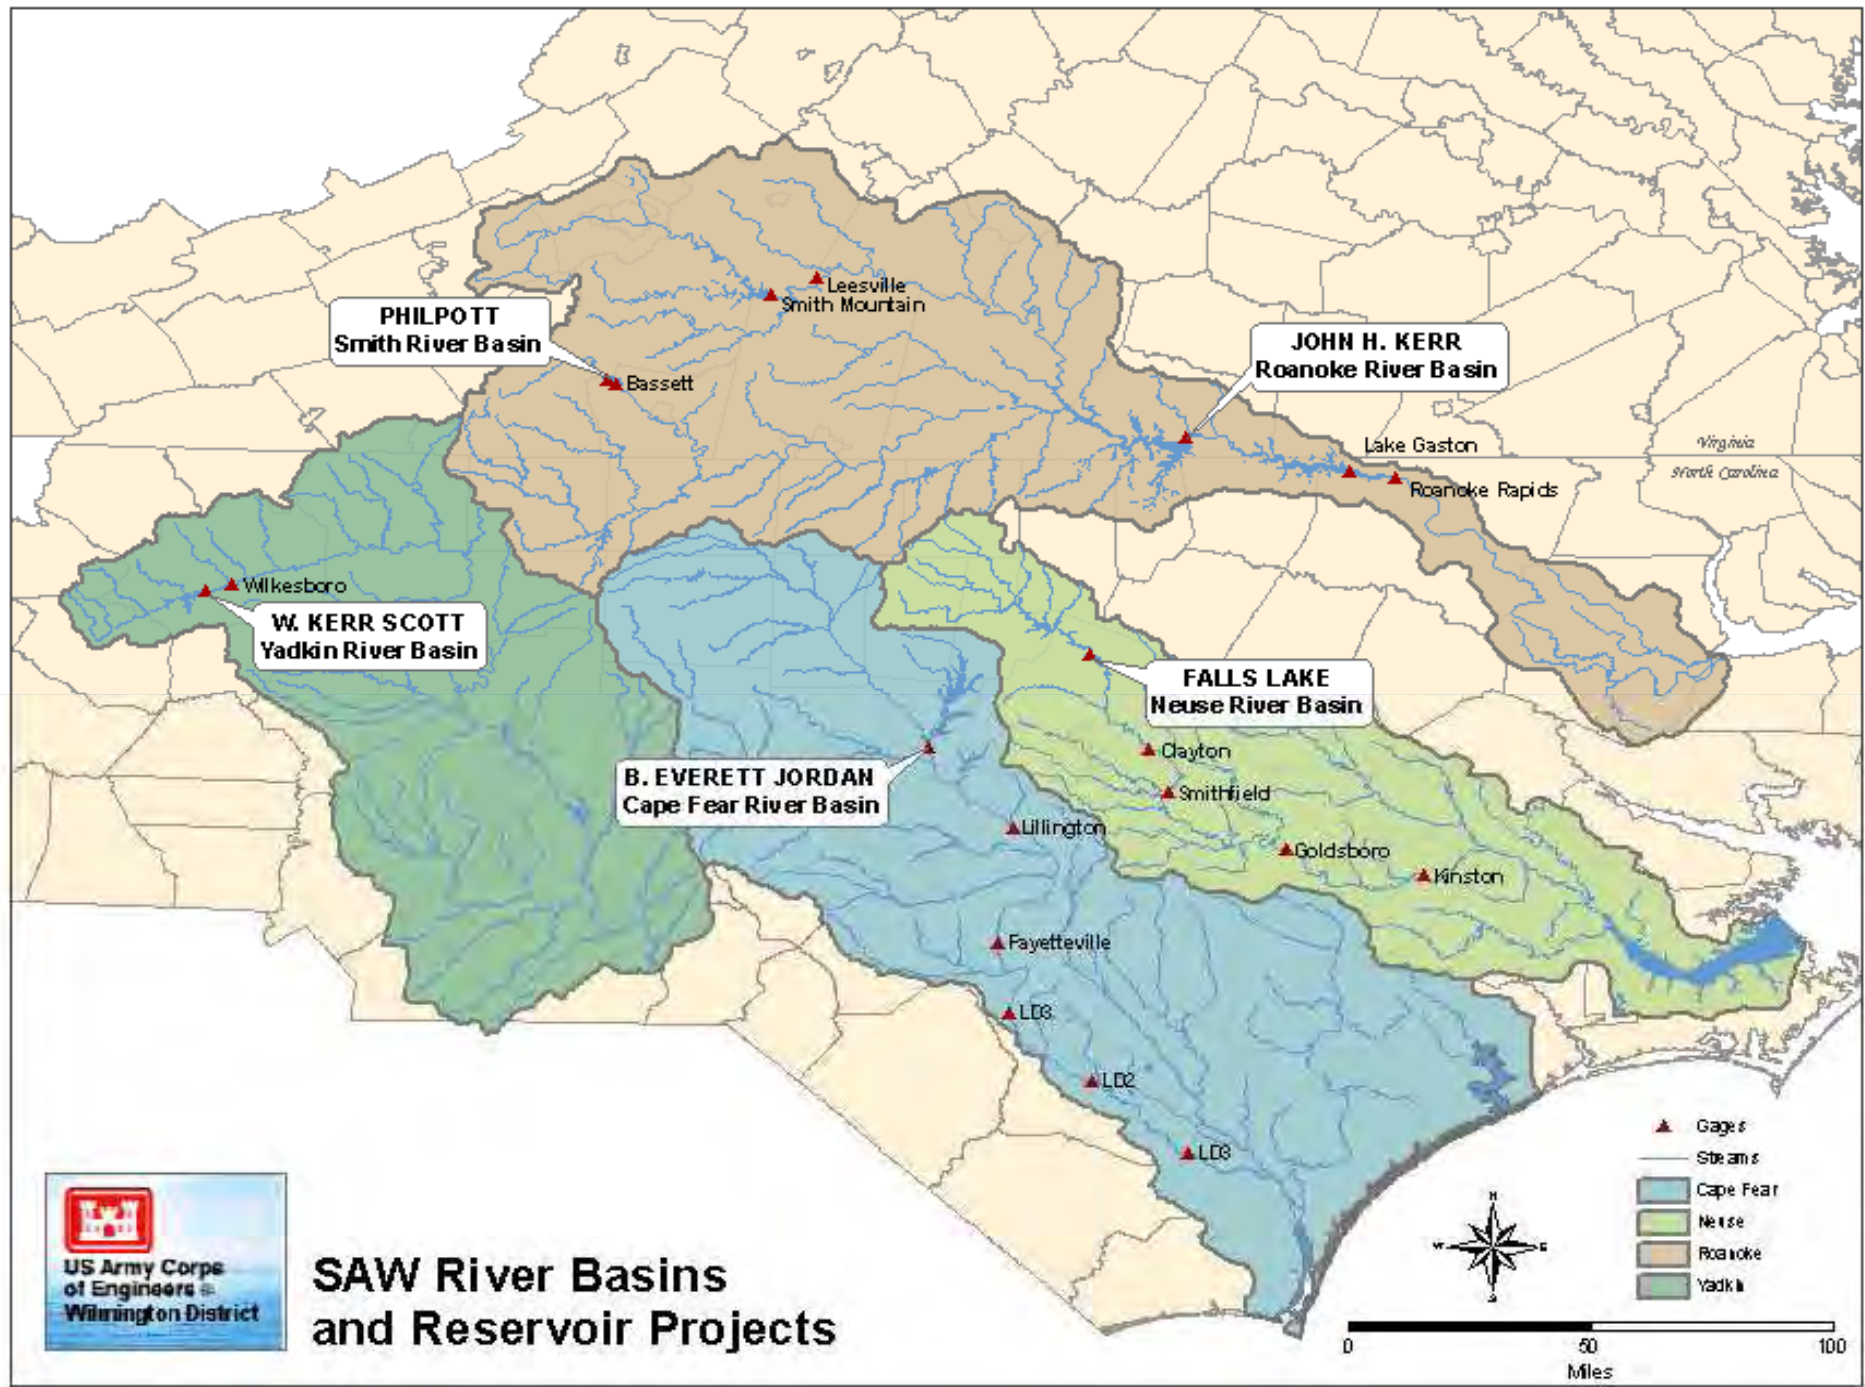 Leesville
Smith Mountain
PHILPOTT
Smith River Basin
Bassett
JOHN H. KERR
Roanoke River Basin
Lake Gaston
Roanoke Rapids
Virginia
North Carolina
Wilkesboro
W. KERR SCOTT
Yadkin River Basin
FALLS LAKE
Neuse River Basin
Clayton
Smithfield
B. EVERETT JORDAN
Cape Fear River Basin
Lillington
Goldsboro
Kinston
Fayetteville
LD3
LD2
LD3
Gages
Streams
Cape Fear
Neuse
Roanoke
Yadkin
N
W
E
S
0
50
100
Miles
US Army Corps
of Engineers
Wilmington District
SAW River Basins
and Reservoir Projects